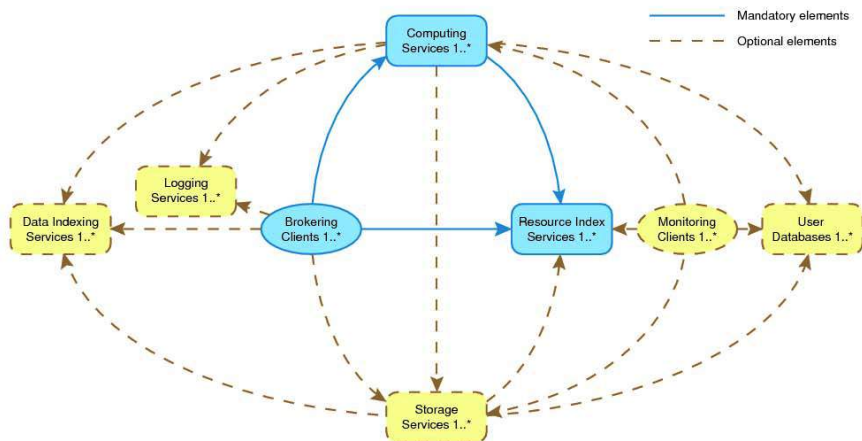 Computing
Services 1..*
Mandatory elements
Optional elements
Logging
Services 1..*
Data Indexing
Services 1..*
Brokering
Clients 1..*
Resource Index
Services 1..*
Monitoring
Clients 1..*
User
Databases 1..*
Storage
Services 1..*